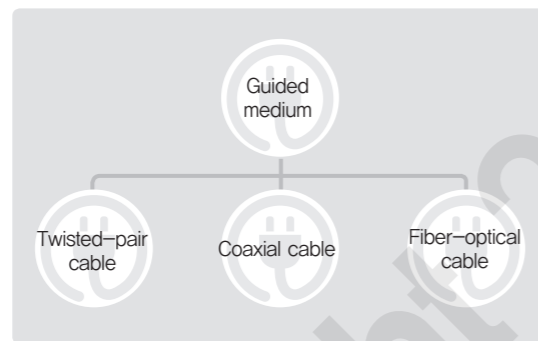 Guided
medium
Twisted–pair
cable
Coaxial cable
Fiber–optical
cable